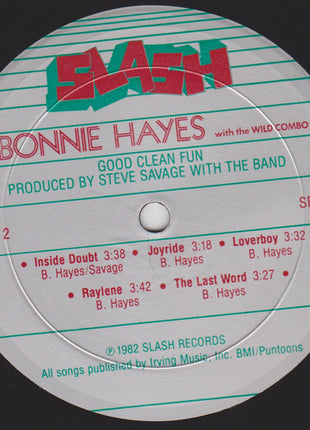 SLASH
BONNIE HAYES with the WILD COMBO
GOOD CLEAN FUN
PRODUCED BY STEVE SAVAGE WITH THE BAND
2
• Inside Doubt 3:38 • Joyride 3:18 • Loverboy 3:32
B. Hayes/Savage B. Hayes B. Hayes
• Raylene 3:42 • The Last Word 3:27 •
B. Hayes B. Hayes
℗ 1982 SLASH RECORDS
All songs published by Irving Music, Inc. BMI/Puntoons